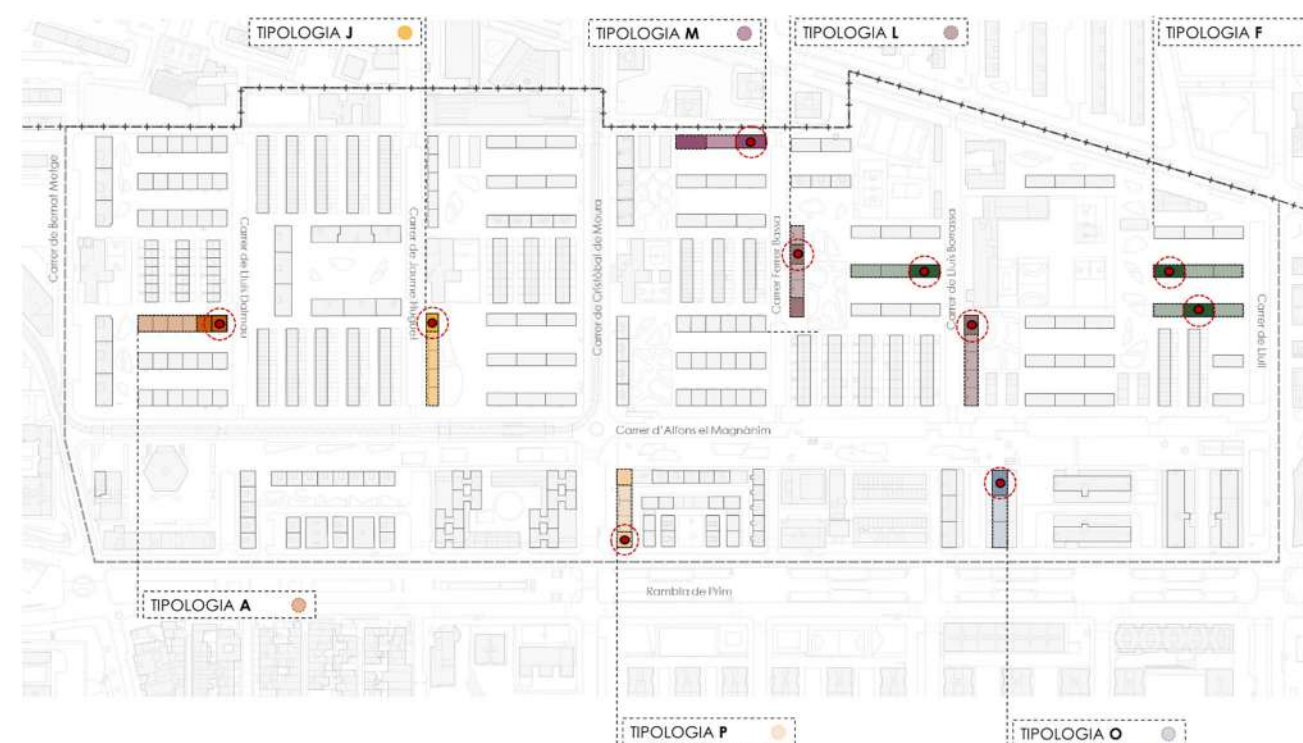 TIPOLOGIA J
TIPOLOGIA M
TIPOLOGIA L
TIPOLOGIA F
Carrer de Bernat Metge
Carrer de Lluís Dalmau
Carrer de Jaume Huguet
Carrer de Cristóbal de Moura
Carrer Ferrer Bassa
Carrer de Lluís Borrassa
Carrer de Llull
Carrer d'Alfons el Magnànim
Rambla de Prim
TIPOLOGIA A
TIPOLOGIA P
TIPOLOGIA O